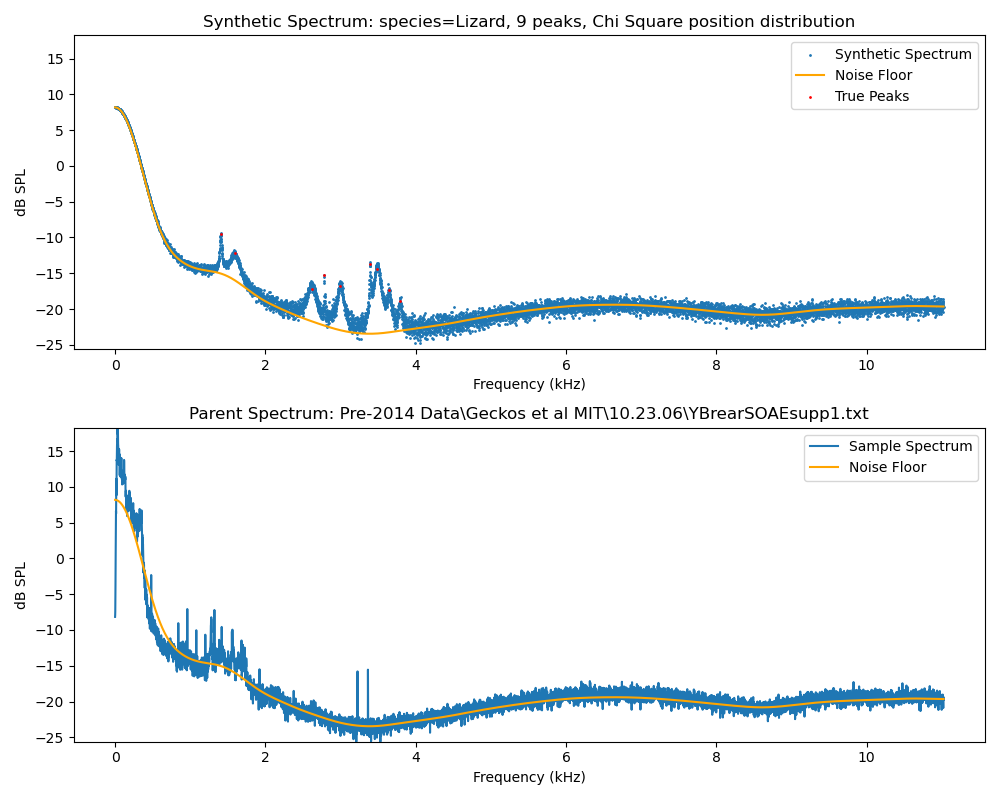 Synthetic Spectrum: species=Lizard, 9 peaks, Chi Square position distribution
dB SPL
15
10
5
0
−5
−10
−15
−20
−25
Synthetic Spectrum
Noise Floor
True Peaks
0 2 4 6 8 10
Frequency (kHz)
Parent Spectrum: Pre-2014 Data\Geckos et al MIT\10.23.06\YBrearSOAEsupp1.txt
dB SPL
15
10
5
0
−5
−10
−15
−20
−25
Sample Spectrum
Noise Floor
0 2 4 6 8 10
Frequency (kHz)